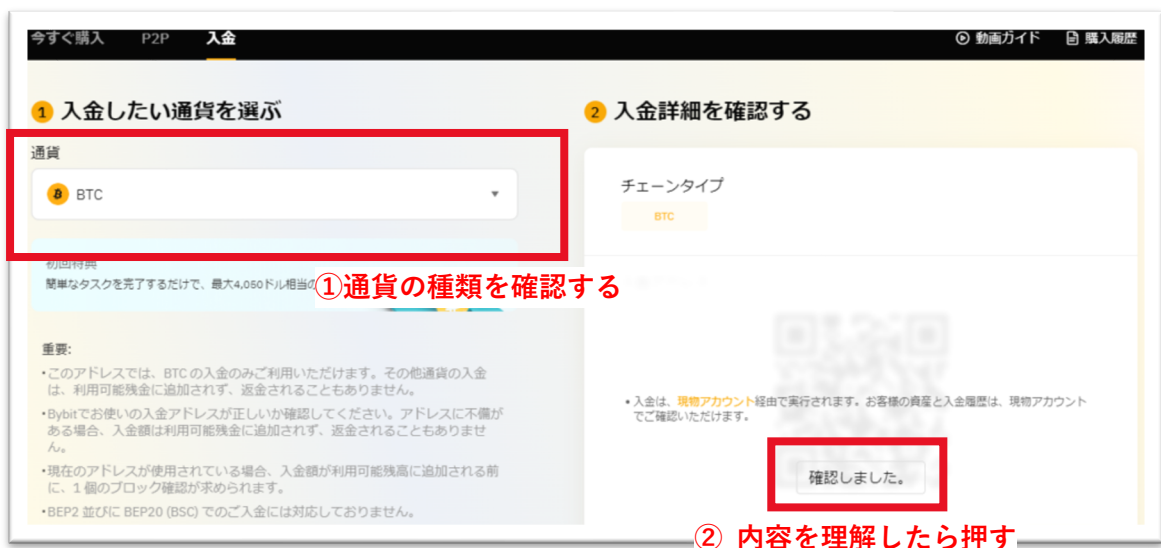 今すぐ購入 P2P 入金 動画ガイド 購入履歴
1 入金したい通貨を選ぶ
通貨
BTC
初回特典
簡単なタスクを完了するだけで、最大4,050ドル相当の
①通貨の種類を確認する
重要:
•このアドレスでは、BTC の入金のみご利用いただけます。その他通貨の入金
は、利用可能残金に追加されず、返金されることもありません。
•Bybitでお使いの入金アドレスが正しいか確認してください。アドレスに不備が
ある場合、入金額は利用可能残金に追加されず、返金されることもありませ
ん。
•現在のアドレスが使用されている場合、入金額が利用可能残高に追加される前
に、1 個のブロック確認が求められます。
•BEP2 並びに BEP20 (BSC) でのご入金には対応しておりません。
2 入金詳細を確認する
チェーンタイプ
BTC
•入金は、現物アカウント経由で実行されます。お客様の資産と入金履歴は、現物アカウント
でご確認いただけます。
確認しました。
② 内容を理解したら押す